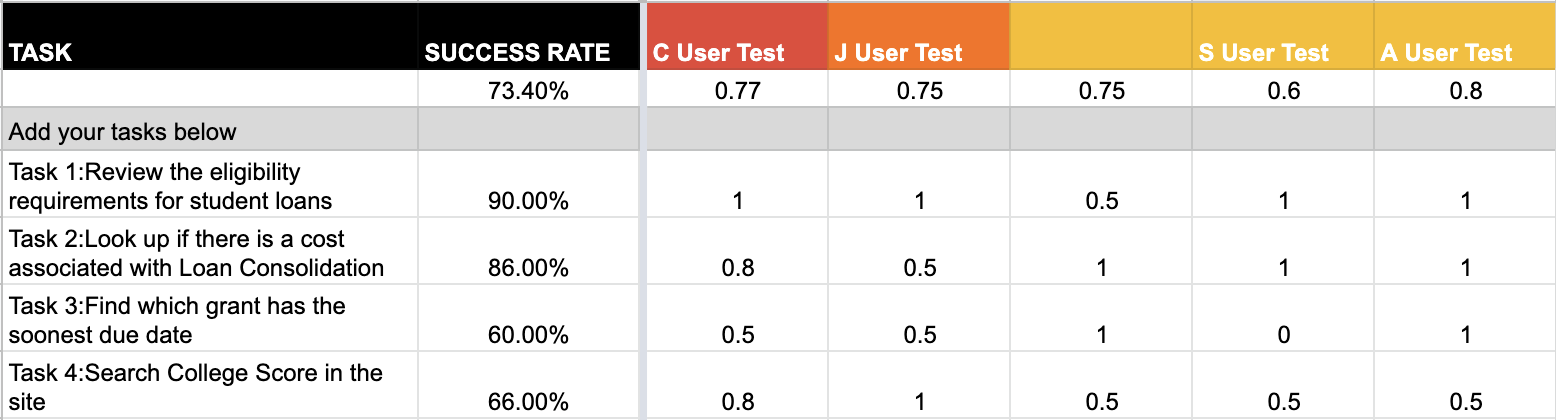 TASK SUCCESS RATE C User Test J User Test S User Test A User Test
73.40% 0.77 0.75 0.75 0.6 0.8
Add your tasks below
Task 1:Review the eligibility
requirements for student loans 90.00% 1 1 0.5 1 1
Task 2:Look up if there is a cost
associated with Loan Consolidation 86.00% 0.8 0.5 1 1 1
Task 3:Find which grant has the
soonest due date 60.00% 0.5 0.5 1 0 1
Task 4:Search College Score in the
site 66.00% 0.8 1 0.5 0.5 0.5